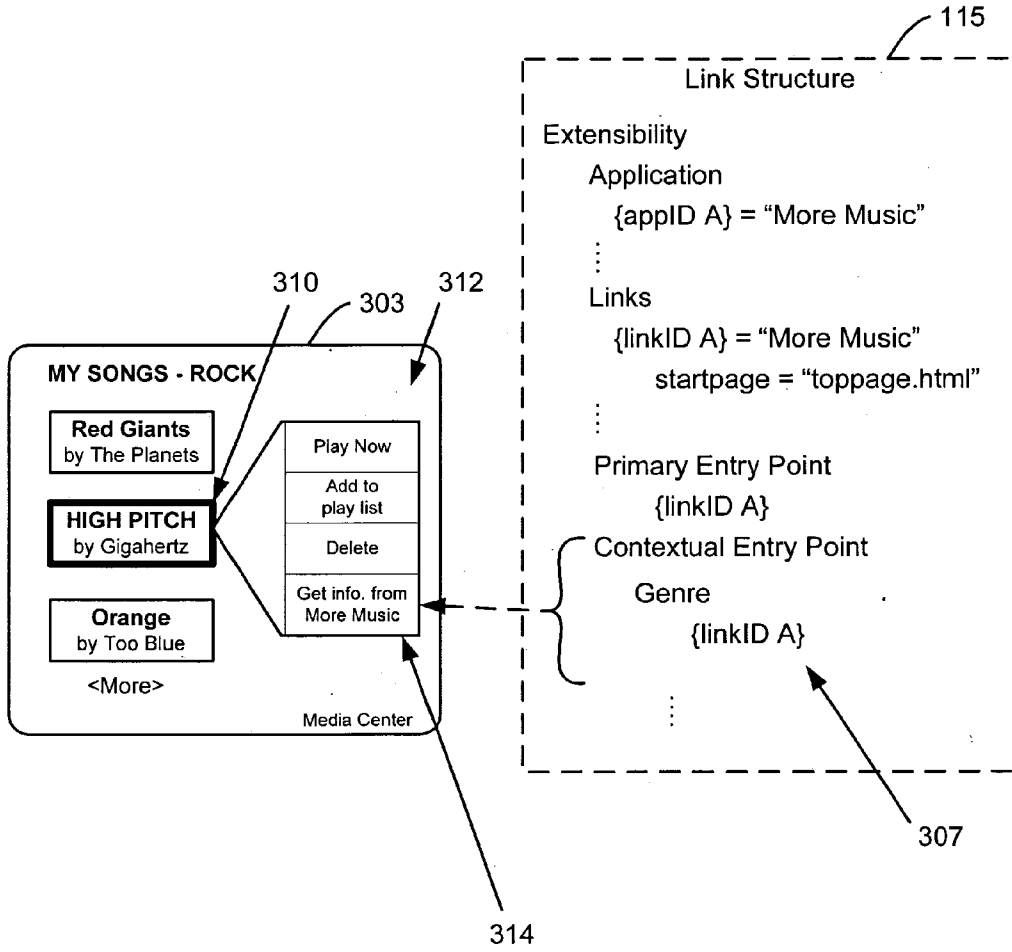 115
Link Structure
Extensibility
Application
{appID A} = “More Music”
Links
{linkID A} = “More Music”
startpage = “toppage.html”
Primary Entry Point
{linkID A}
Contextual Entry Point
Genre
{linkID A}
307
310
303
312
MY SONGS - ROCK
Red Giants
by The Planets
HIGH PITCH
by Gigahertz
Orange
by Too Blue
<More>
Play Now
Add to
play list
Delete
Get info. from
More Music
Media Center
314